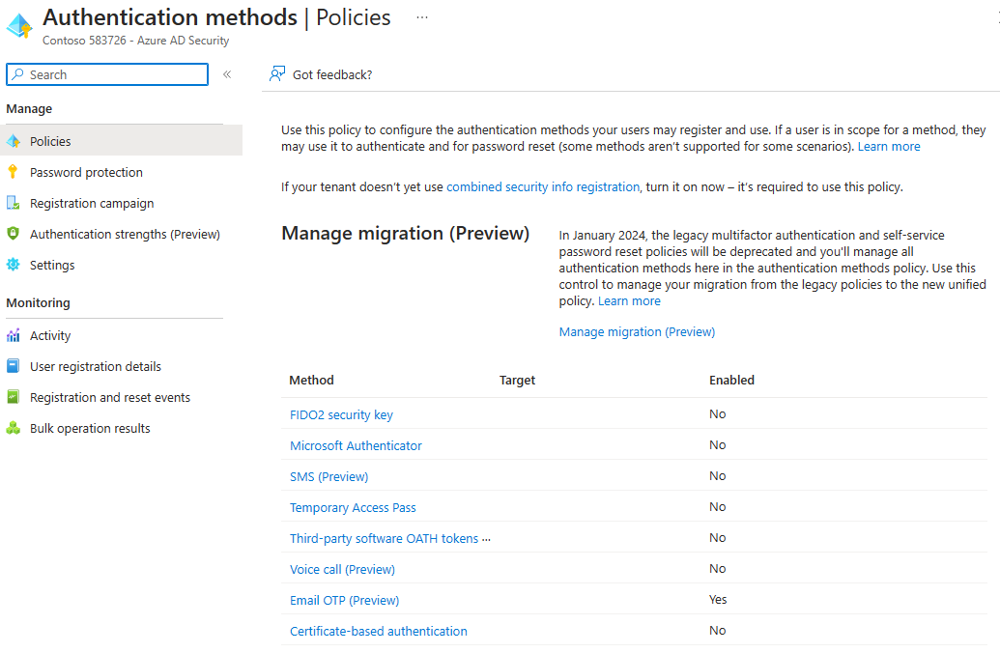 Authentication methods | Policies ...
Contoso 583726 - Azure AD Security
Search «
Got feedback?
Manage
Policies
Password protection
Registration campaign
Authentication strengths (Preview)
Settings
Monitoring
Activity
User registration details
Registration and reset events
Bulk operation results
Use this policy to configure the authentication methods your users may register and use. If a user is in scope for a method, they
may use it to authenticate and for password reset (some methods aren't supported for some scenarios). Learn more
If your tenant doesn't yet use combined security info registration, turn it on now – it's required to use this policy.
Manage migration (Preview)
In January 2024, the legacy multifactor authentication and self-service
password reset policies will be deprecated and you'll manage all
authentication methods here in the authentication methods policy. Use this
control to manage your migration from the legacy policies to the new unified
policy. Learn more
Manage migration (Preview)
Method Target Enabled
FIDO2 security key No
Microsoft Authenticator No
SMS (Preview) No
Temporary Access Pass No
Third-party software OATH tokens ... No
Voice call (Preview) No
Email OTP (Preview) Yes
Certificate-based authentication No